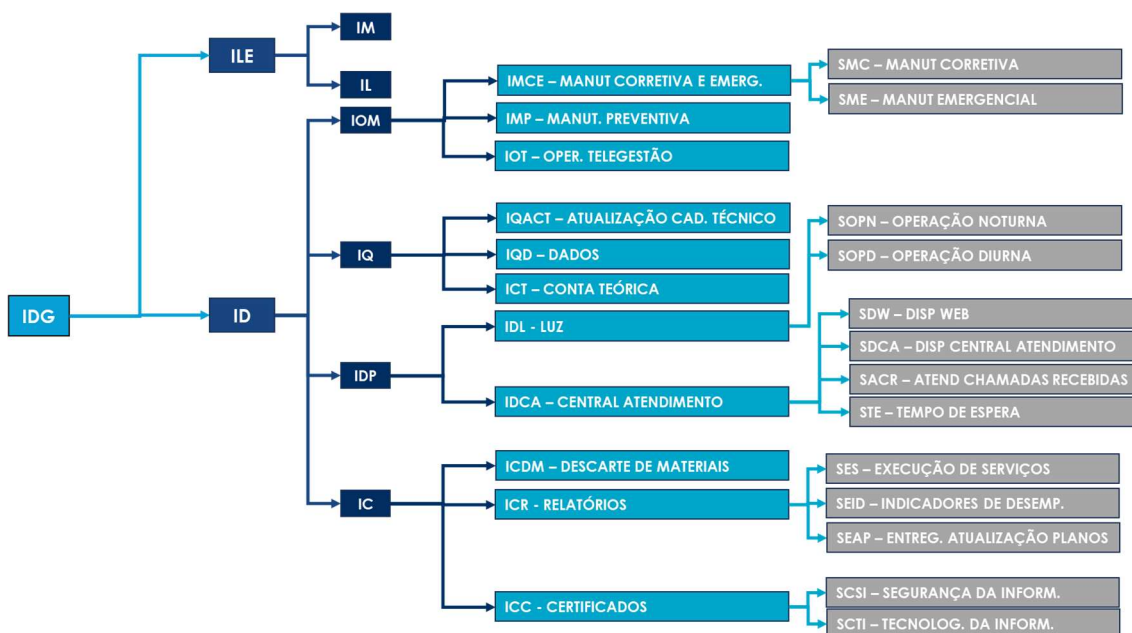 IM
ILE
SMC – MANUT CORRETIVA
IMCE – MANUT CORRETIVA E EMERG.
IL
SME – MANUT EMERGENCIAL
IOM
IMP – MANUT. PREVENTIVA
IOT – OPER. TELEGESTÃO
IQACT – ATUALIZAÇÃO CAD. TÉCNICO
SOPN – OPERAÇÃO NOTURNA
IQ
IQD – DADOS
SOPD – OPERAÇÃO DIURNA
ICT – CONTA TEÓRICA
IDG
ID
SDW – DISP WEB
IDL - LUZ
SDCA – DISP CENTRAL ATENDIMENTO
IDP
SACR – ATEND CHAMADAS RECEBIDAS
IDCA – CENTRAL ATENDIMENTO
STE – TEMPO DE ESPERA
ICDM – DESCARTE DE MATERIAIS
SES – EXECUÇÃO DE SERVIÇOS
IC
ICR - RELATÓRIOS
SEID – INDICADORES DE DESEMP.
SEAP – ENTREG. ATUALIZAÇÃO PLANOS
SCSI – SEGURANÇA DA INFORM.
ICC - CERTIFICADOS
SCTI – TECNOLOG. DA INFORM.